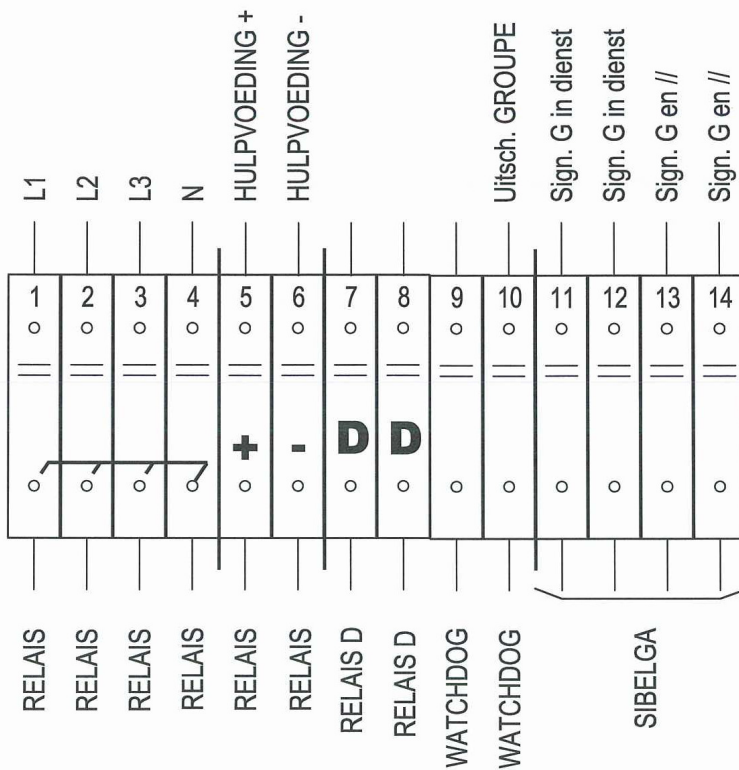 L1
L2
L3
N
HULPVOEDING +
HULPVOEDING -
Uitsch. GROUPE
Sign. G in dienst
Sign. G in dienst
Sign. G en //
Sign. G en //
1
2
3
4
5
6
7
8
9
10
11
12
13
14
+
-
D
D
RELAIS
RELAIS
RELAIS
RELAIS
RELAIS
RELAIS
RELAIS D
RELAIS D
WATCHDOG
WATCHDOG
SIBELGA